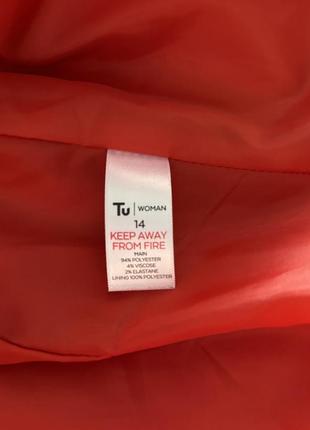 Tu | WOMAN
14
KEEP AWAY
FROM FIRE
MAIN
94% POLYESTER
4% VISCOSE
2% ELASTANE
LINING 100% POLYESTER